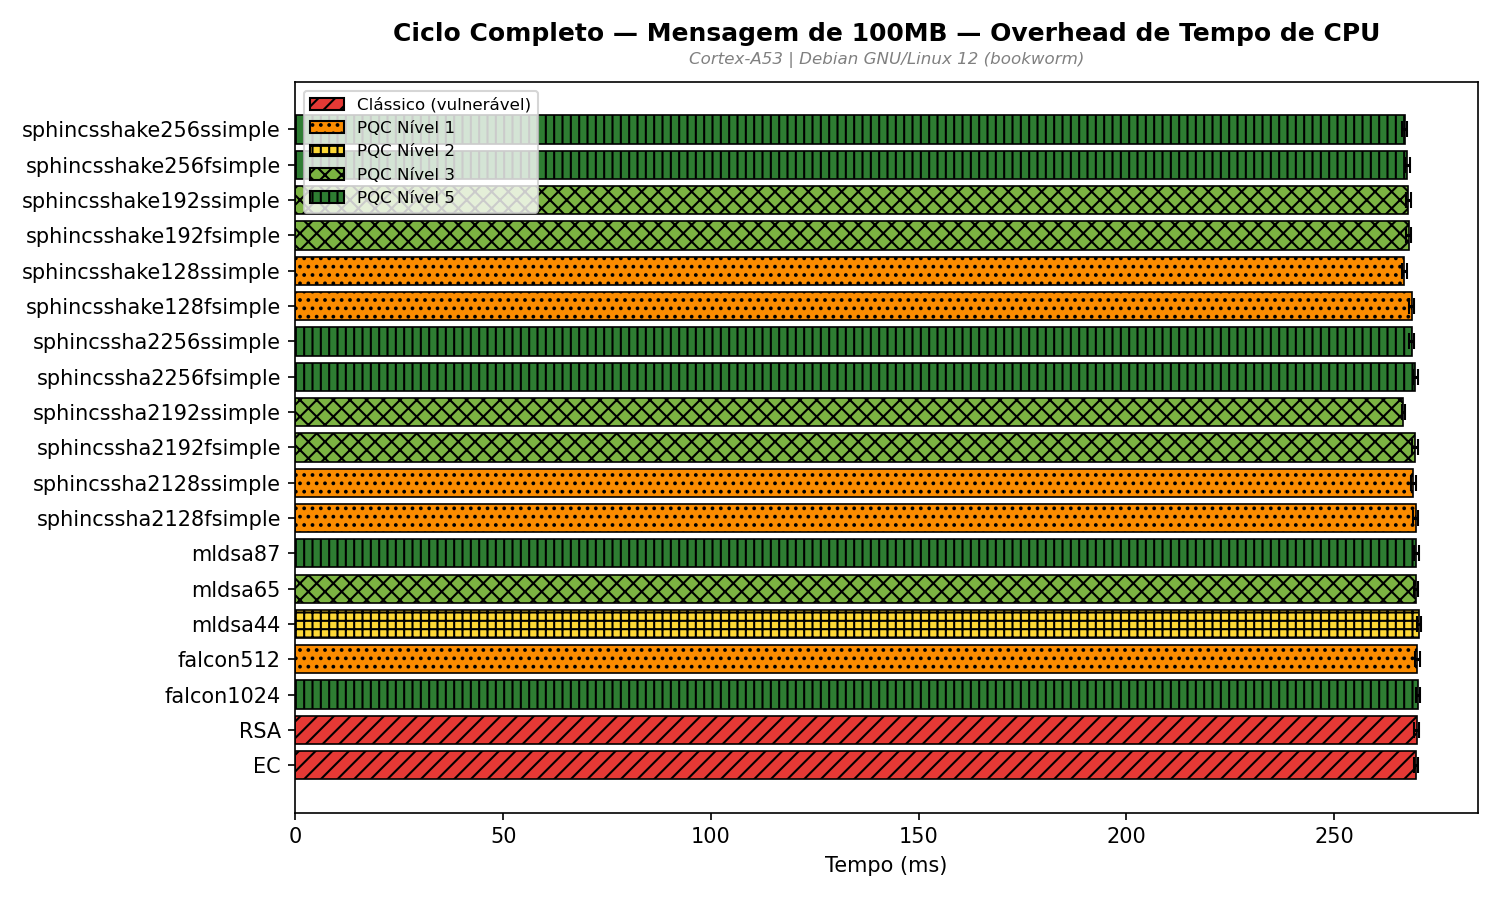 Ciclo Completo — Mensagem de 100MB — Overhead de Tempo de CPU
Cortex-A53 | Debian GNU/Linux 12 (bookworm)
Clássico (vulnerável)
PQC Nível 1
PQC Nível 2
PQC Nível 3
PQC Nível 5
sphincsshake256ssimple
sphincsshake256fsimple
sphincsshake192ssimple
sphincsshake192fsimple
sphincsshake128ssimple
sphincsshake128fsimple
sphincssha2256ssimple
sphincssha2256fsimple
sphincssha2192ssimple
sphincssha2192fsimple
sphincssha2128ssimple
sphincssha2128fsimple
mldsa87
mldsa65
mldsa44
falcon512
falcon1024
RSA
EC
0 50 100 150 200 250
Tempo (ms)